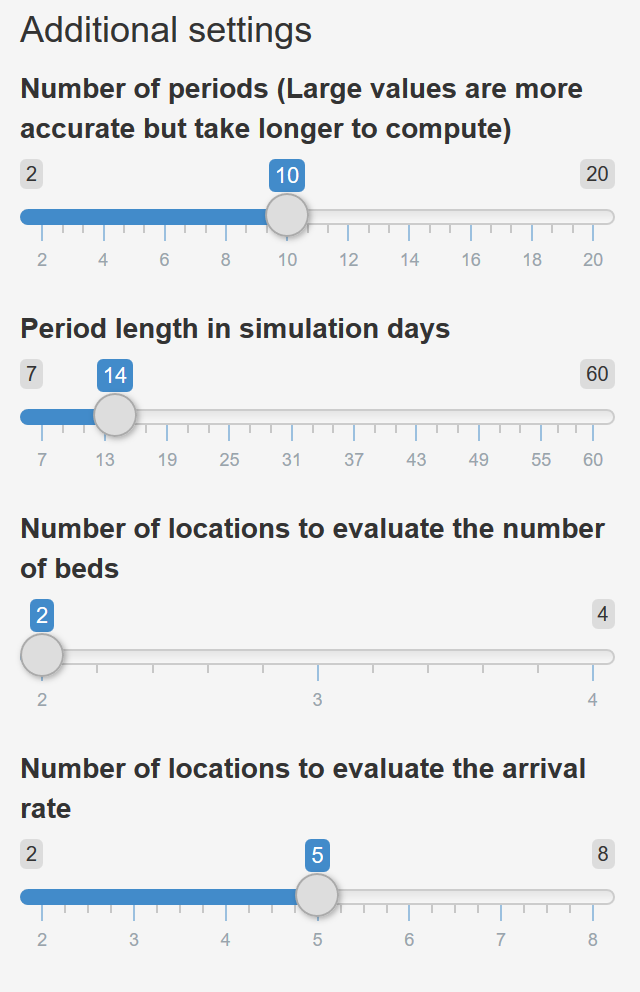 Additional settings
Number of periods (Large values are more
accurate but take longer to compute)
2 10 20
2 4 6 8 10 12 14 16 18 20
Period length in simulation days
7 14 60
7 13 19 25 31 37 43 49 55 60
Number of locations to evaluate the number
of beds
2 4
2 3 4
Number of locations to evaluate the arrival
rate
2 5 8
2 3 4 5 6 7 8